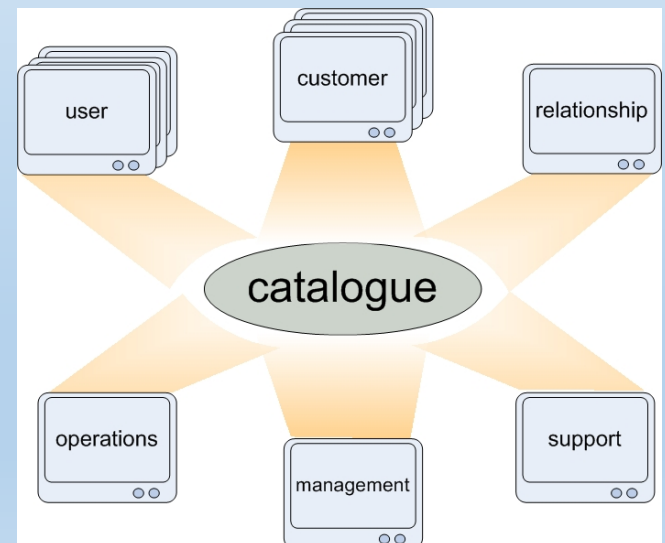 user
customer
relationship
catalogue
operations
management
support